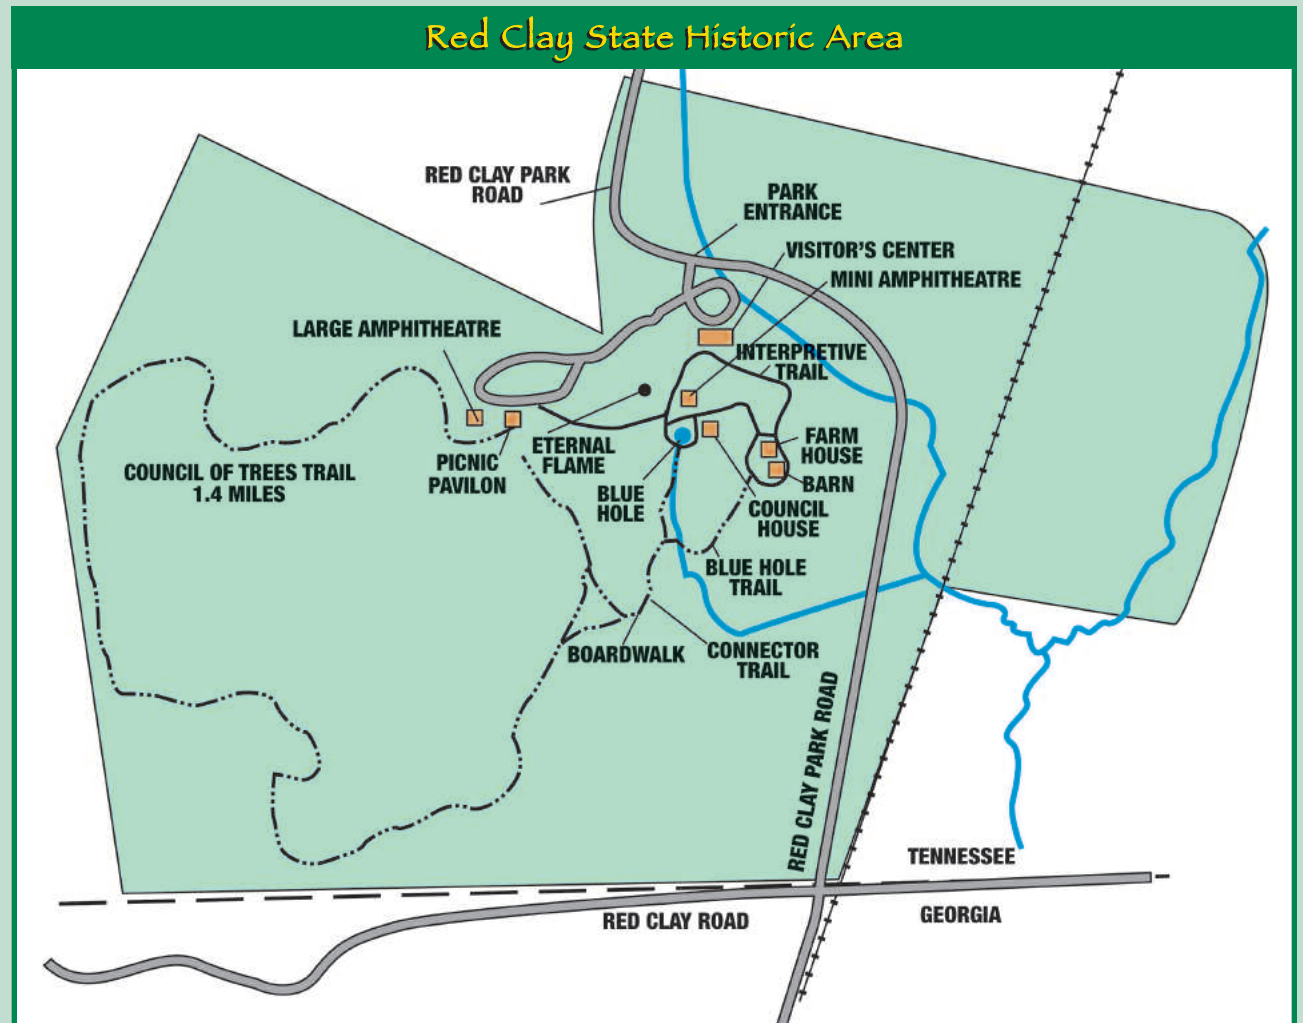 Red Clay State Historic Area
RED CLAY PARK
ROAD
PARK
ENTRANCE
VISITOR'S CENTER
MINI AMPHITHEATRE
LARGE AMPHITHEATRE
INTERPRETIVE
TRAIL
COUNCIL OF TREES TRAIL
1.4 MILES
PICNIC
PAVILON
ETERNAL
FLAME
FARM
HOUSE
BARN
BLUE
HOLE
COUNCIL
HOUSE
BLUE HOLE
TRAIL
BOARDWALK
CONNECTOR
TRAIL
RED CLAY PARK ROAD
TENNESSEE
RED CLAY ROAD
GEORGIA